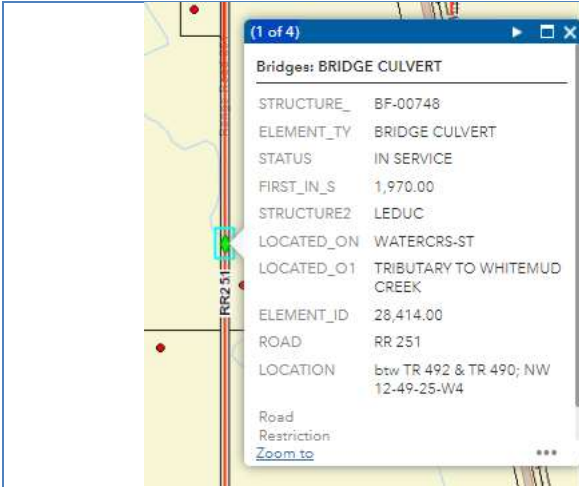 (1 of 4)
Bridges: BRIDGE CULVERT
STRUCTURE_ BF-00748
ELEMENT_TY BRIDGE CULVERT
STATUS IN SERVICE
FIRST_IN_S 1,970.00
STRUCTURE2 LEDUC
LOCATED_ON WATERCRS-ST
LOCATED_O1 TRIBUTARY TO WHITEMUD
CREEK
ELEMENT_ID 28,414.00
ROAD RR 251
LOCATION btw TR 492 & TR 490; NW
12-49-25-W4
Road
Restriction
Zoom to
RR251